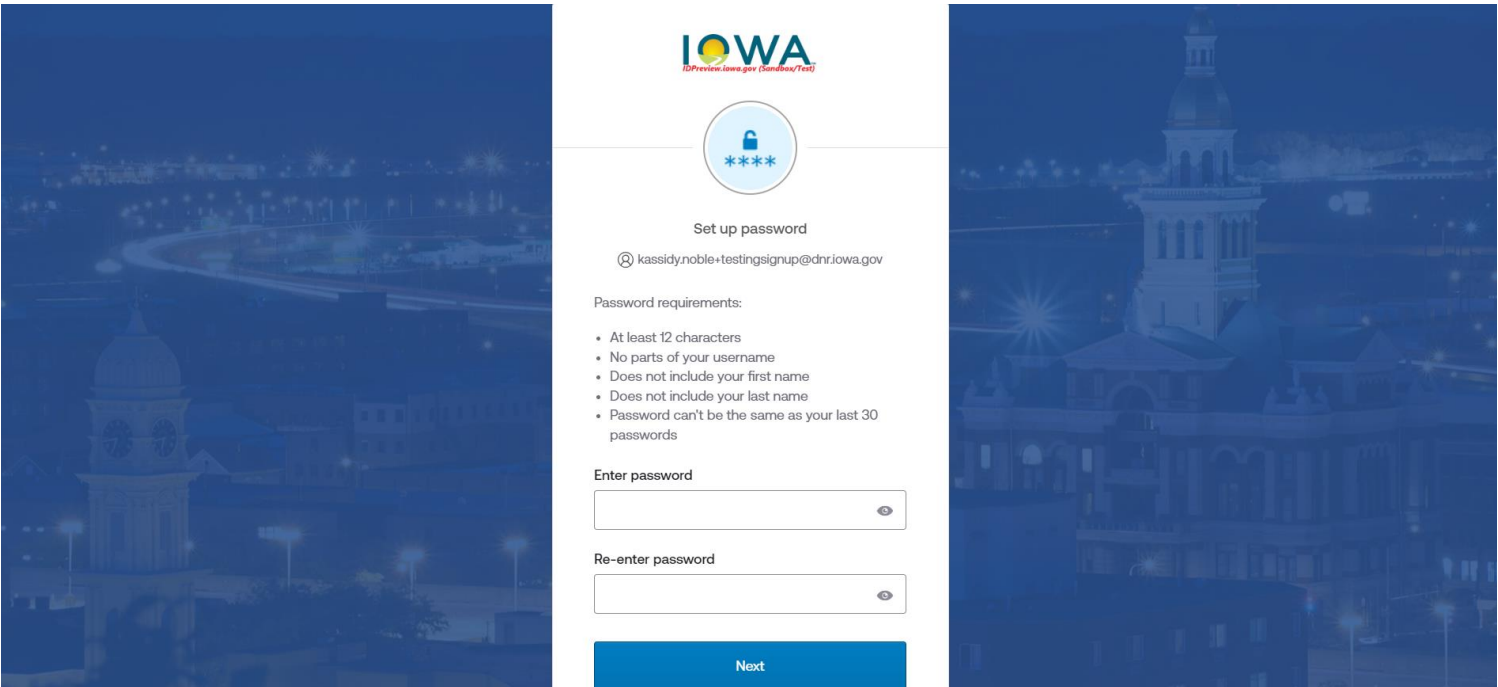 IOWA
IDPreview.iowa.gov (Sandbox/Test)
****
Set up password
kassidy.noble+testingsignup@dnr.iowa.gov
Password requirements:
• At least 12 characters
• No parts of your username
• Does not include your first name
• Does not include your last name
• Password can't be the same as your last 30
passwords
Enter password
Re-enter password
Next